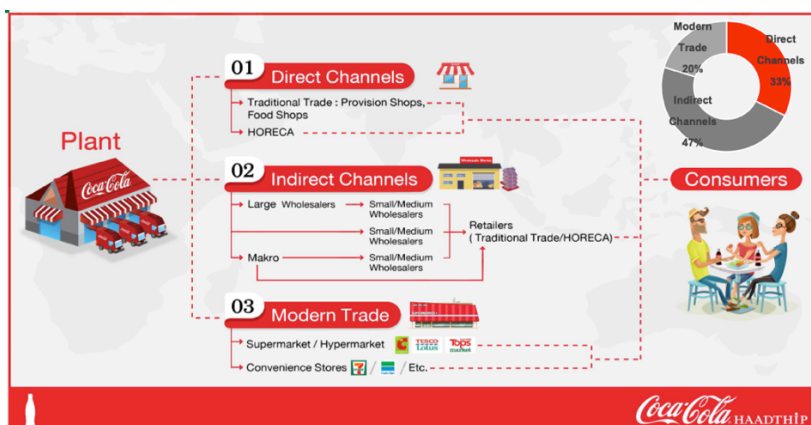 Modern
Trade
20%
Direct
Channels
33%
Indirect
Channels
47%
Plant
Coca-Cola
01 Direct Channels
Traditional Trade : Provision Shops,
Food Shops
HORECA
02 Indirect Channels
Large Wholesalers
Small/Medium
Wholesalers
Small/Medium
Wholesalers
Makro
Small/Medium
Wholesalers
Retailers
( Traditional Trade/HORECA)
03 Modern Trade
Supermarket / Hypermarket
TESCO
Lotus
Tops
market
Convenience Stores 7 / / Etc.
Consumers
Coca-Cola HAADTHIP